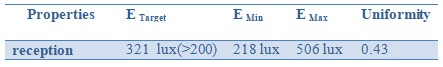 Properties E Target E Min E Max Uniformity
reception 321 lux(>200) 218 lux 506 lux 0.43